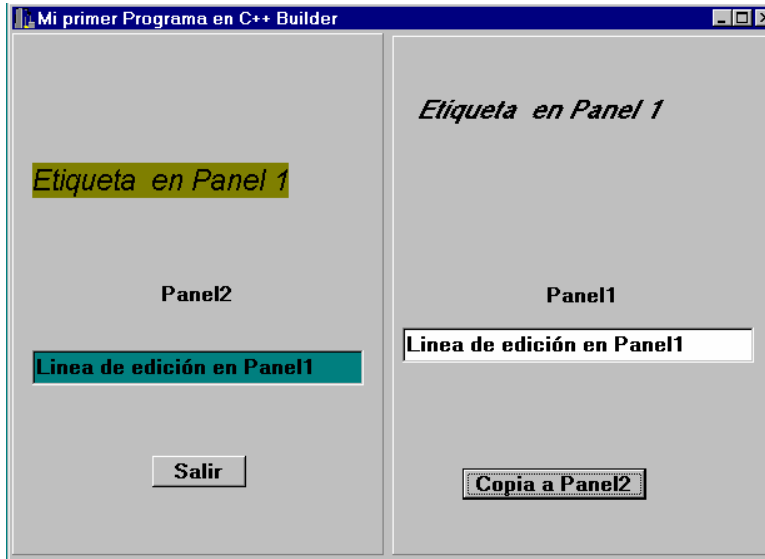 Mi primer Programa en C++ Builder
Etiqueta en Panel 1
Panel2
Linea de edición en Panel1
Salir
Etiqueta en Panel 1
Panel1
Linea de edición en Panel1
Copia a Panel2